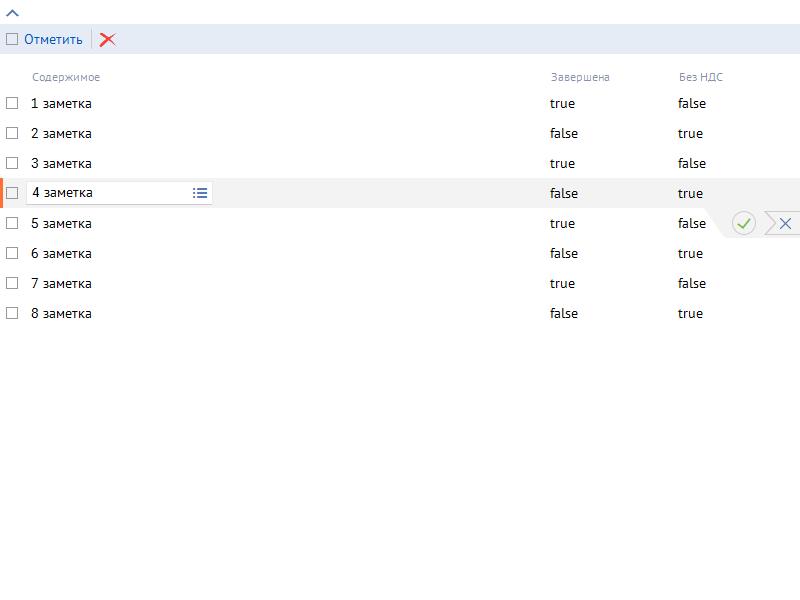 Отметить
Содержимое Завершена Без НДС
1 заметка true false
2 заметка false true
3 заметка true false
4 заметка false true
5 заметка true false
6 заметка false true
7 заметка true false
8 заметка false true